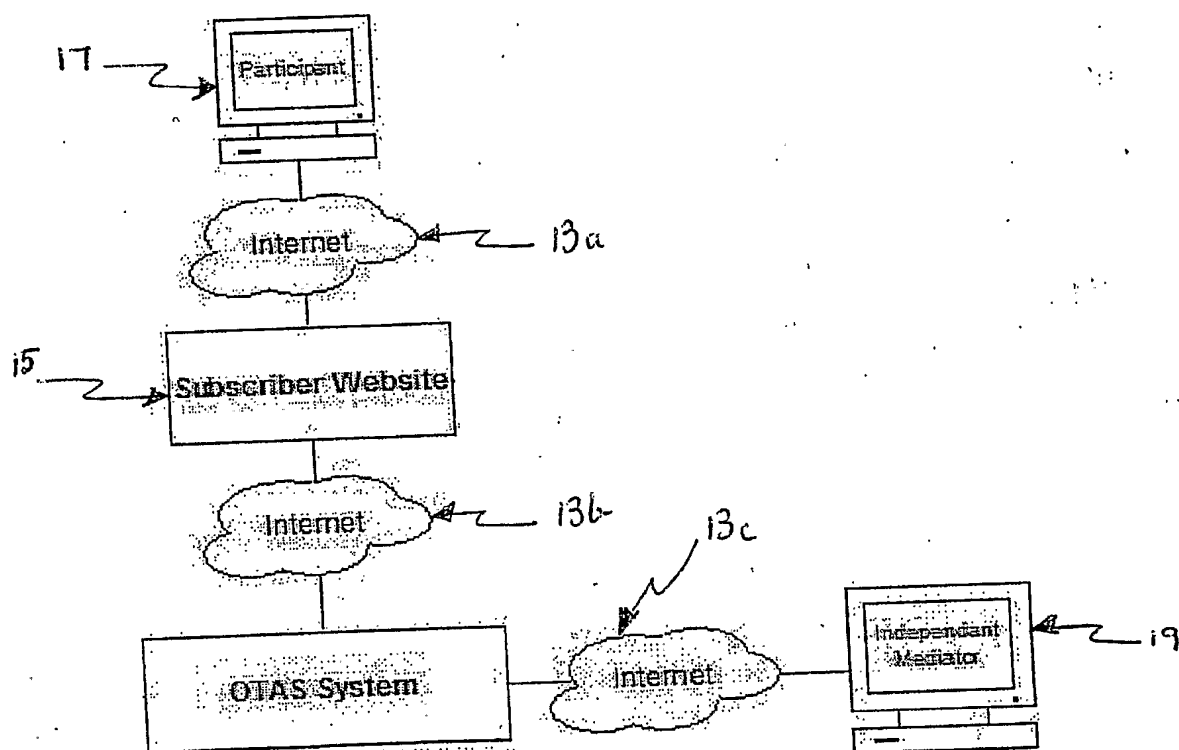 17
Participant
Internet
13a
15
Subscriber Website
Internet
13b
13c
OTAS System
Internet
Independant
Mediator
19